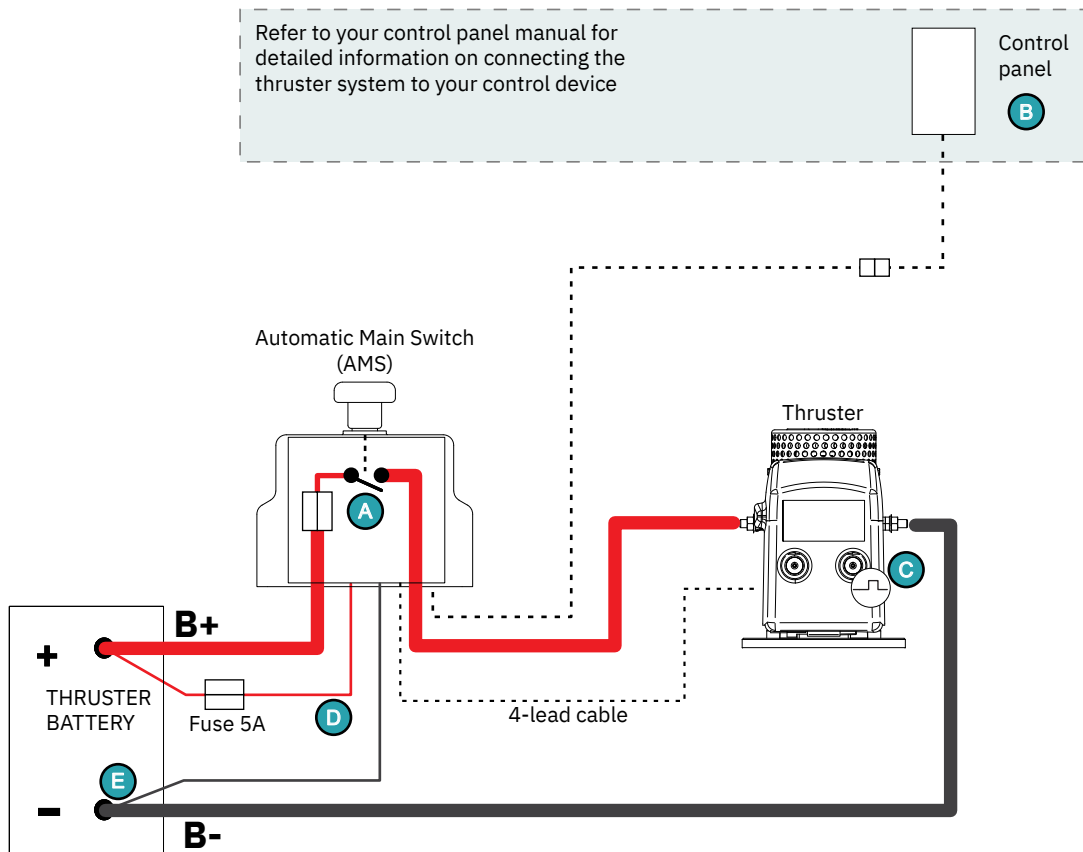 Refer to your control panel manual for
detailed information on connecting the
thruster system to your control device
Control
panel
B
Automatic Main Switch
(AMS)
Thruster
A
C
B+
+
THRUSTER
BATTERY
Fuse 5A
D
4-lead cable
E
-
B-